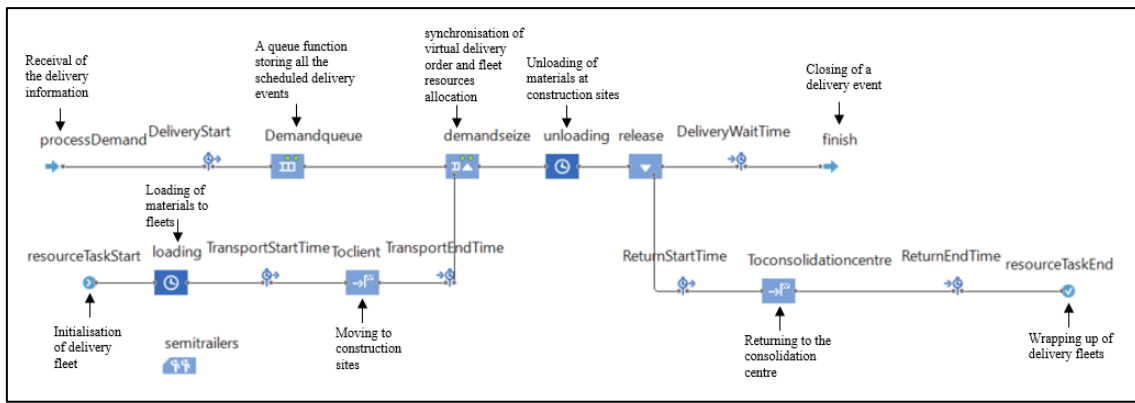 Receival of
the delivery
information
A queue function
storing all the
scheduled delivery
events
synchronisation of
virtual delivery
order and fleet
resources
allocation
Unloading of
materials at
construction sites
Closing of a
delivery event
processDemand
DeliveryStart
Demandqueue
demandseize
unloading
release
DeliveryWaitTime
finish
Loading of
materials to
fleets
resourceTaskStart
loading
TransportStartTime
Toclient
TransportEndTime
ReturnStartTime
Toconsolidationcentre
ReturnEndTime
resourceTaskEnd
Initialisation
of delivery
fleet
semitrailers
Moving to
construction
sites
Returning to the
consolidation
centre
Wrapping up of
delivery fleets